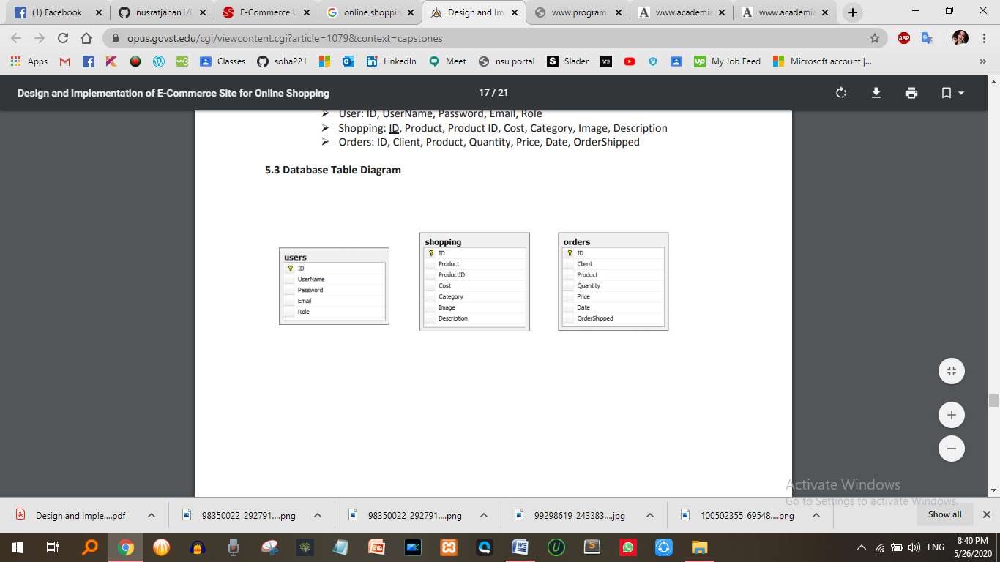 (1) Facebook
nusratjahan1/
E-Commerce U
online shoppin
Design and Im
www.program
www.academia
www.academia
opus.govst.edu/cgi/viewcontent.cgi?article=1079&context=capstones
ABP
Apps
Classes
soha221
LinkedIn
Meet
nsu portal
S Slader
up My Job Feed
Microsoft account |...
»
Design and Implementation of E-Commerce Site for Online Shopping
17 / 21
➤ User: ID, UserName, Password, Email, Role
➤ Shopping: ID, Product, Product ID, Cost, Category, Image, Description
➤ Orders: ID, Client, Product, Quantity, Price, Date, OrderShipped
5.3 Database Table Diagram
users
ID
UserName
Password
Email
Role
shopping
ID
Product
ProductID
Cost
Category
Image
Description
orders
ID
Client
Product
Quantity
Price
Date
OrderShipped
Activate Windows
Go to Settings to activate Windows.
Design and Imple....pdf
98350022_292791....png
98350022_292791....png
99298619_243383....jpg
100502355_69548....png
Show all
ENG
8:40 PM
5/26/2020